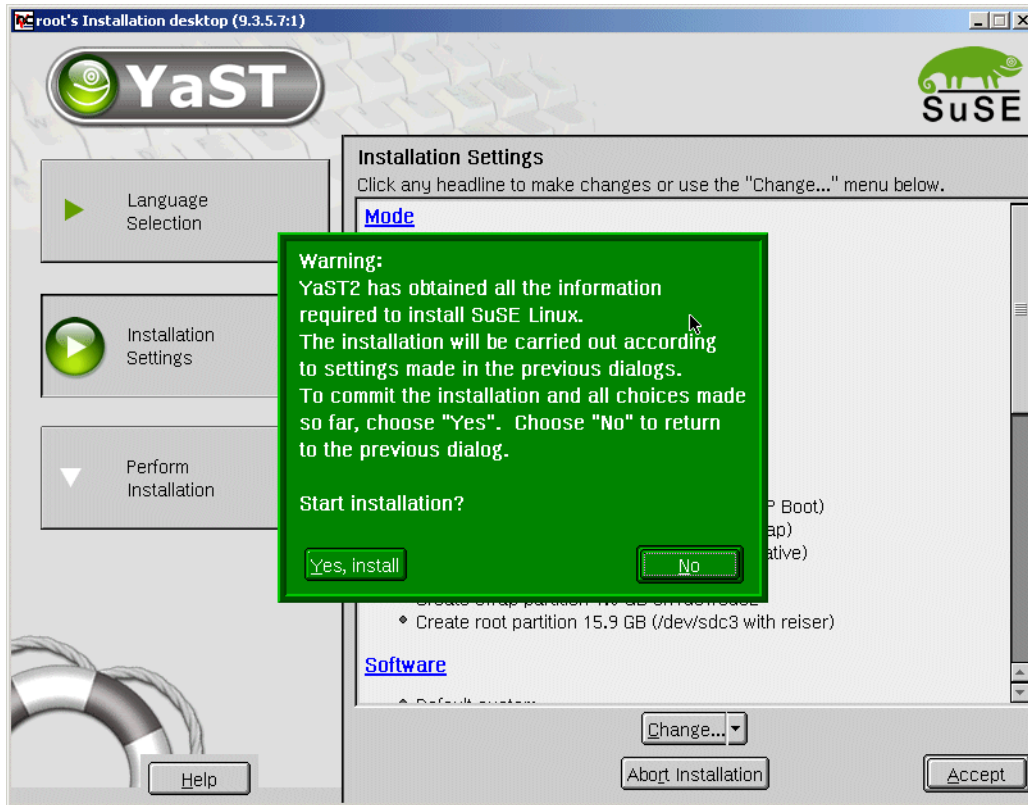 root's Installation desktop (9.3.5.7:1)
YaST
SuSE
Language
Selection
Installation
Settings
Perform
Installation
Help
Installation Settings
Click any headline to make changes or use the "Change..." menu below.
Mode
Warning:
YaST2 has obtained all the information
required to install SuSE Linux.
The installation will be carried out according
to settings made in the previous dialogs.
To commit the installation and all choices made
so far, choose "Yes".  Choose "No" to return
to the previous dialog.
Start installation?
Yes, install
No
Boot)
Create root partition 15.9 GB (/dev/sdc3 with reiser)
Software
Change...
Abort Installation
Accept